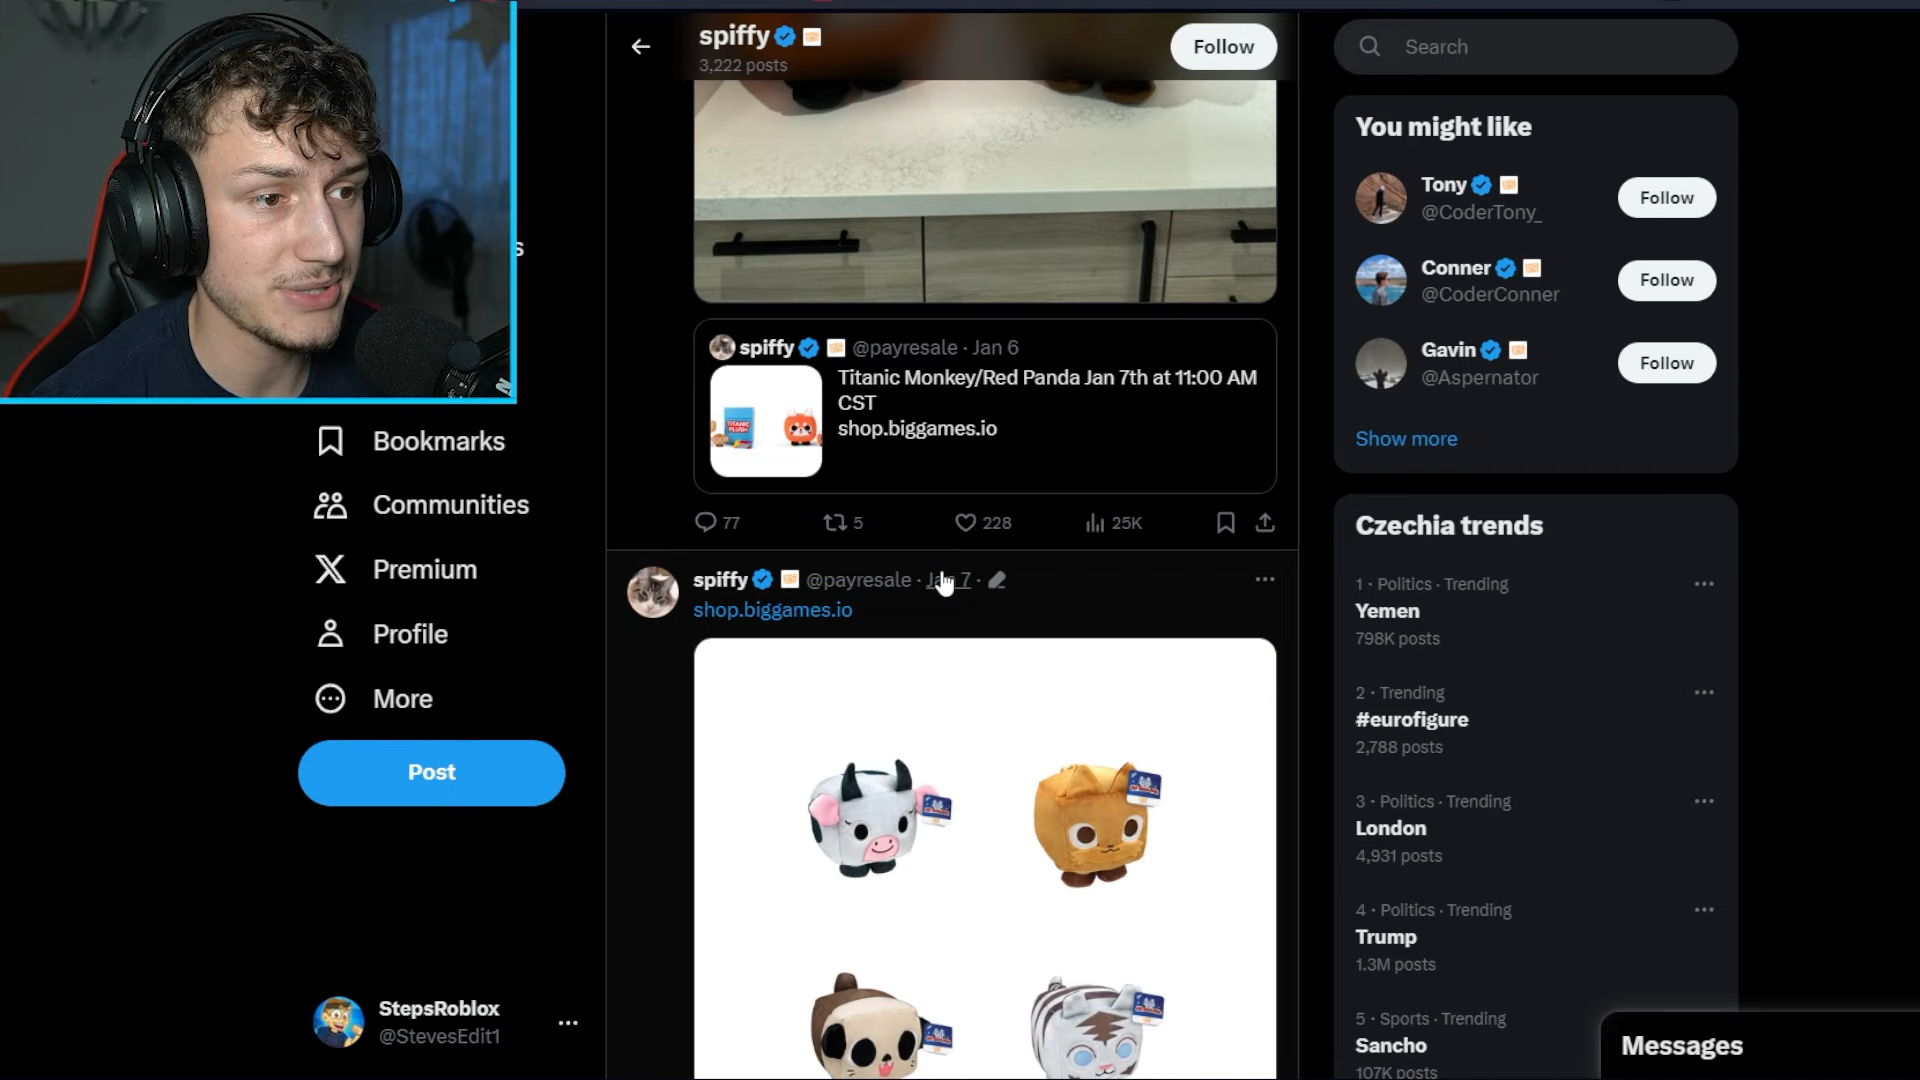 spiffy
3,222 posts
Follow
Search
You might like
Tony
@CoderTony_
Follow
Conner
@CoderConner
Follow
Gavin
@Aspernator
Follow
Show more
s
Bookmarks
Communities
Premium
Profile
More
Post
StepsRoblox
@StevesEdit1
spiffy @payresale · Jan 6
Titanic Monkey/Red Panda Jan 7th at 11:00 AM
CST
shop.biggames.io
TITANIC
PLUSH
77
5
228
25K
spiffy @payresale · Jan 7 ·
shop.biggames.io
Czechia trends
1 · Politics · Trending
Yemen
798K posts
2 · Trending
#eurofigure
2,788 posts
3 · Politics · Trending
London
4,931 posts
4 · Politics · Trending
Trump
1.3M posts
5 · Sports · Trending
Sancho
107K posts
Messages